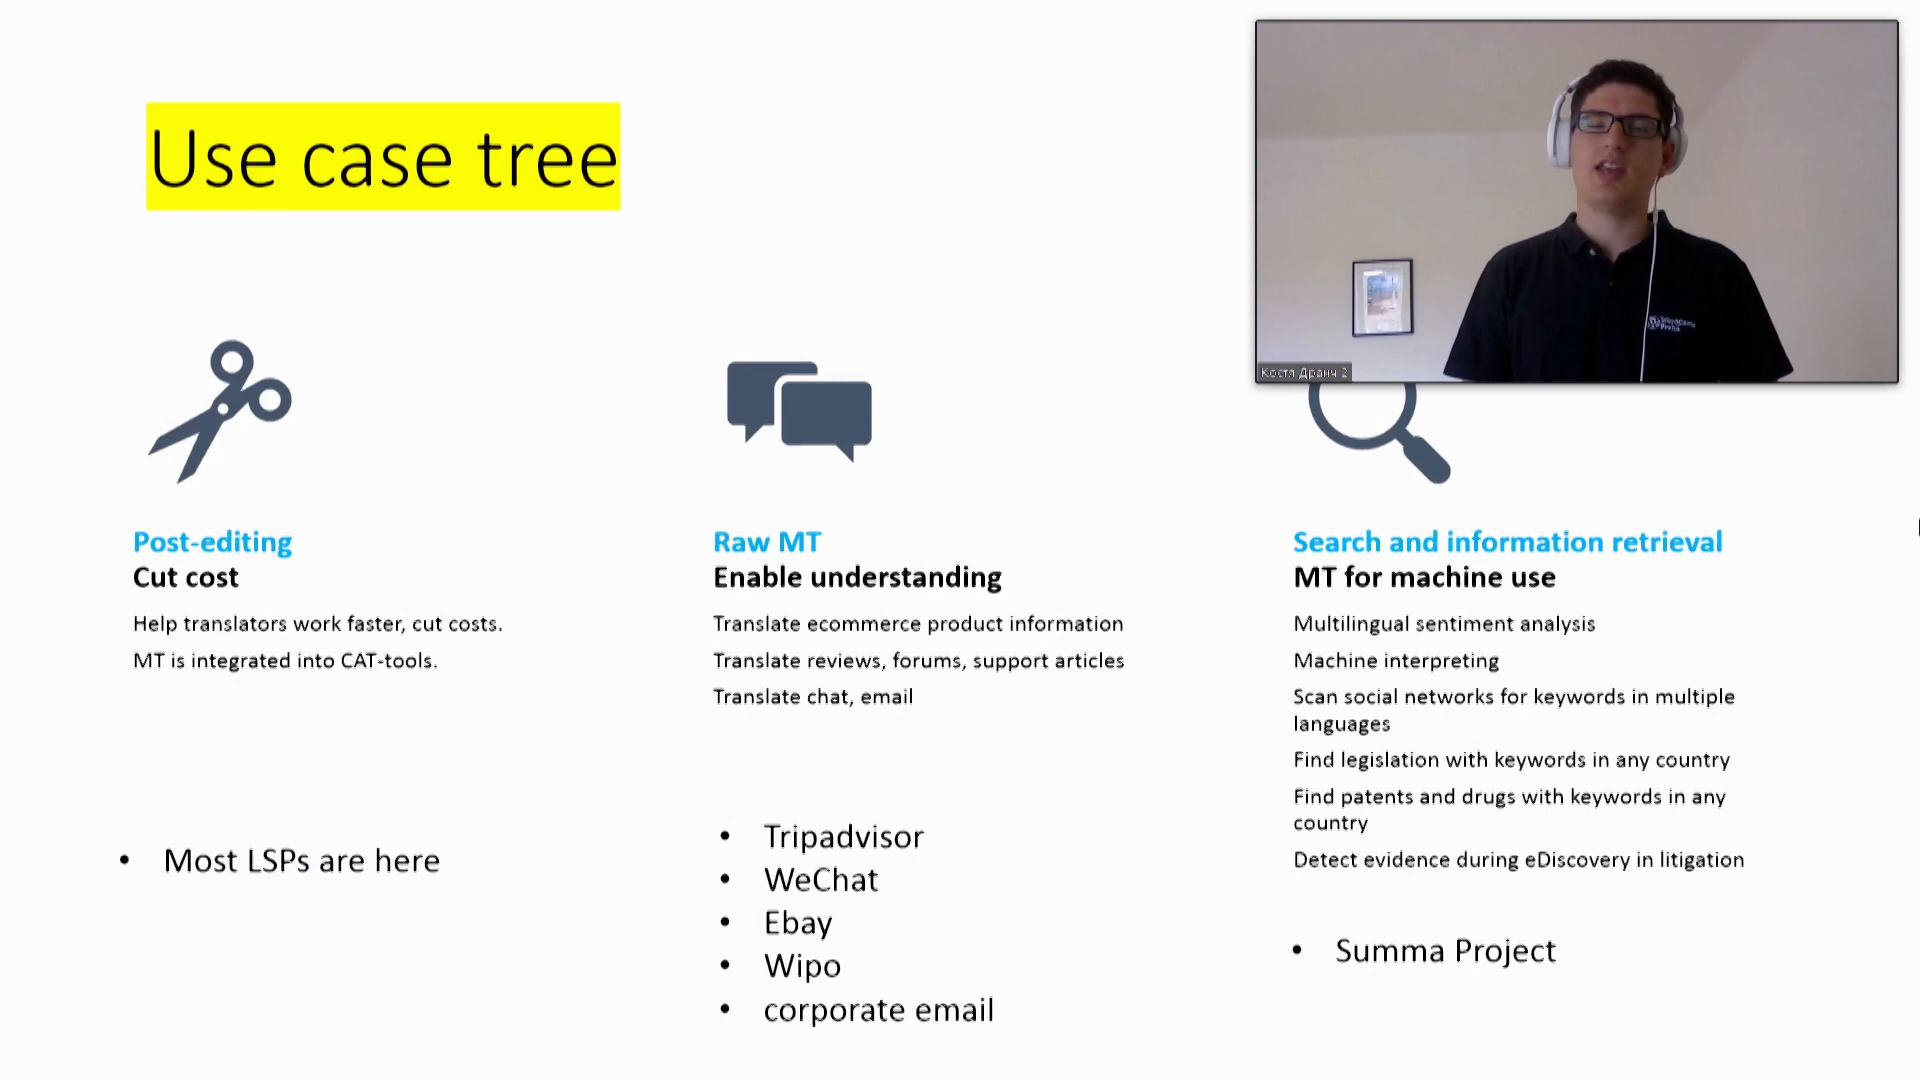 Use case tree
Костя Дранч 2
WordCamp
Praha
Post-editing
Cut cost
Help translators work faster, cut costs.
MT is integrated into CAT-tools.
Most LSPs are here
Raw MT
Enable understanding
Translate ecommerce product information
Translate reviews, forums, support articles
Translate chat, email
Tripadvisor
WeChat
Ebay
Wipo
corporate email
Search and information retrieval
MT for machine use
Multilingual sentiment analysis
Machine interpreting
Scan social networks for keywords in multiple
languages
Find legislation with keywords in any country
Find patents and drugs with keywords in any
country
Detect evidence during eDiscovery in litigation
Summa Project